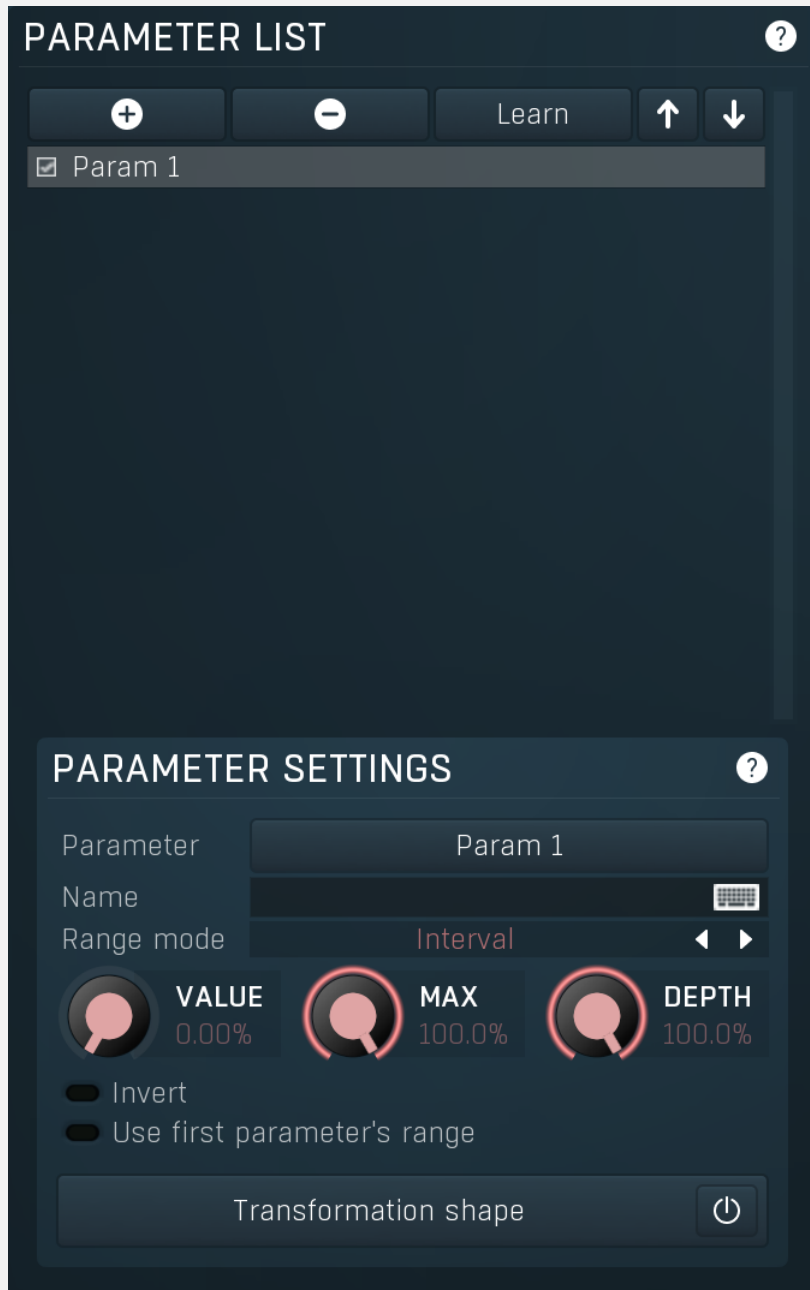 PARAMETER LIST ?
+ - Learn ↑ ↓
Param 1
PARAMETER SETTINGS ?
Parameter Param 1
Name
Range mode Interval
VALUE MAX DEPTH
0.00% 100.0% 100.0%
Invert
Use first parameter's range
Transformation shape